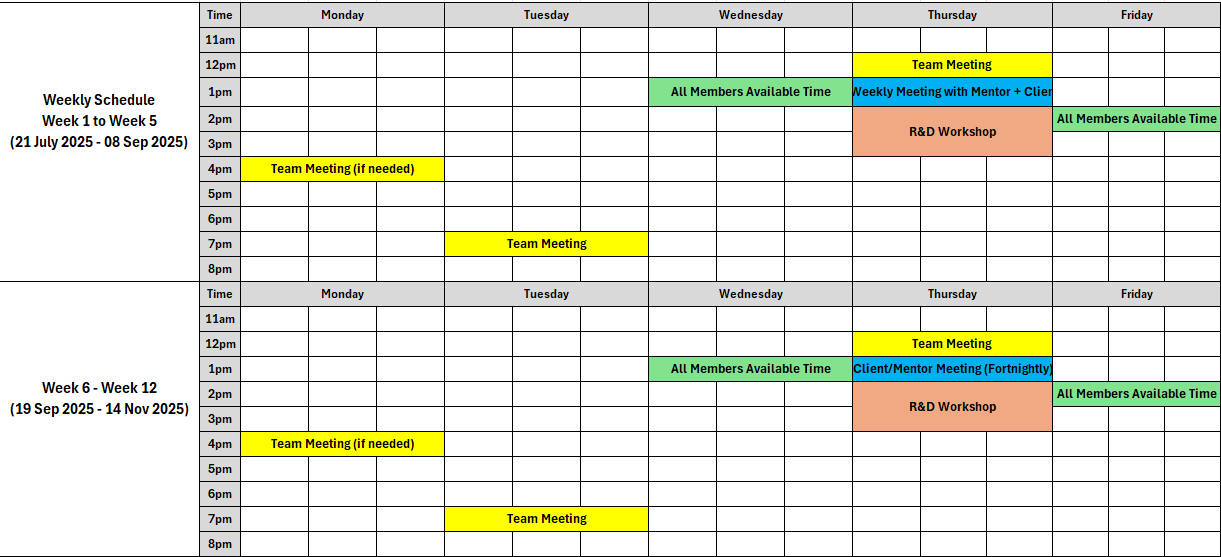 Time Monday Tuesday Wednesday Thursday Friday
11am
12pm Team Meeting
Weekly Schedule
Week 1 to Week 5
(21 July 2025 - 08 Sep 2025)
1pm All Members Available Time Weekly Meeting with Mentor + Clien
2pm R&D Workshop All Members Available Time
3pm
4pm Team Meeting (if needed)
5pm
6pm
7pm Team Meeting
8pm
Time Monday Tuesday Wednesday Thursday Friday
11am
12pm Team Meeting
1pm All Members Available Time Client/Mentor Meeting (Fortnightly)
Week 6 - Week 12
(19 Sep 2025 - 14 Nov 2025)
2pm R&D Workshop All Members Available Time
3pm
4pm Team Meeting (if needed)
5pm
6pm
7pm Team Meeting
8pm